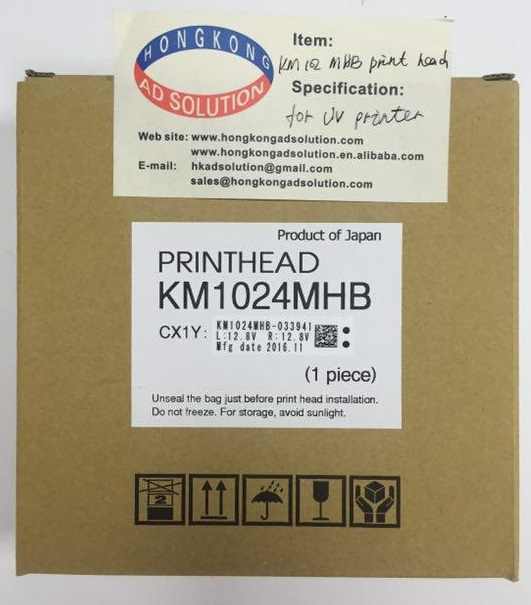 HONGKONG
AD SOLUTION
Item:
KM 10 MHB print head
Specification:
for UV printer
Web site: www.hongkongadsolution.com
www.hongkongadsolution.en.alibaba.com
E-mail: hkadsolution@gmail.com
sales@hongkongadsolution.com
Product of Japan
PRINTHEAD
KM1024MHB
CX1Y: KM1024MHB-033941
L:12.8V R:12.8V
Mfg date 2016.11
(1 piece)
Unseal the bag just before print head installation.
Do not freeze. For storage, avoid sunlight.
2